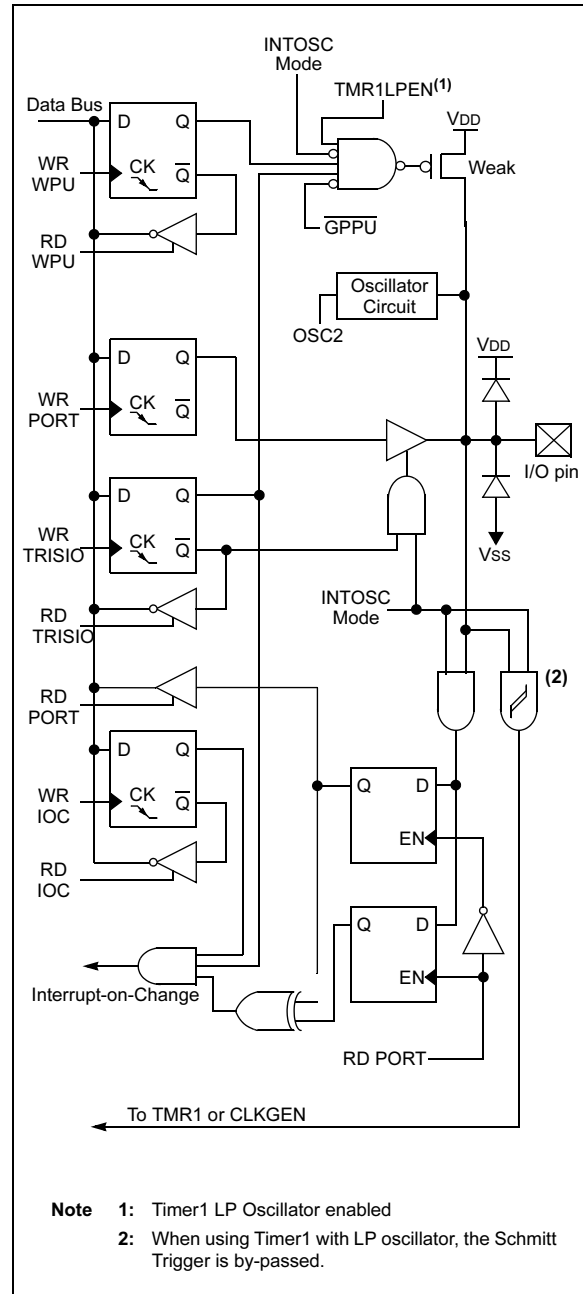 INTOSC
Mode
TMR1LPEN(1)
Data Bus
D Q
VDD
WR
WPU
CK
Q
Weak
RD
WPU
GPPU
Oscillator
Circuit
OSC2
VDD
D Q
WR
PORT
CK
Q
I/O pin
D Q
WR
TRISIO
CK
Q
VSS
INTOSC
Mode
RD
TRISIO
(2)
RD
PORT
D Q
WR
IOC
CK
Q
Q D
EN
RD
IOC
Q D
EN
Interrupt-on-Change
RD PORT
To TMR1 or CLKGEN
Note 1: Timer1 LP Oscillator enabled
2: When using Timer1 with LP oscillator, the Schmitt
Trigger is by-passed.